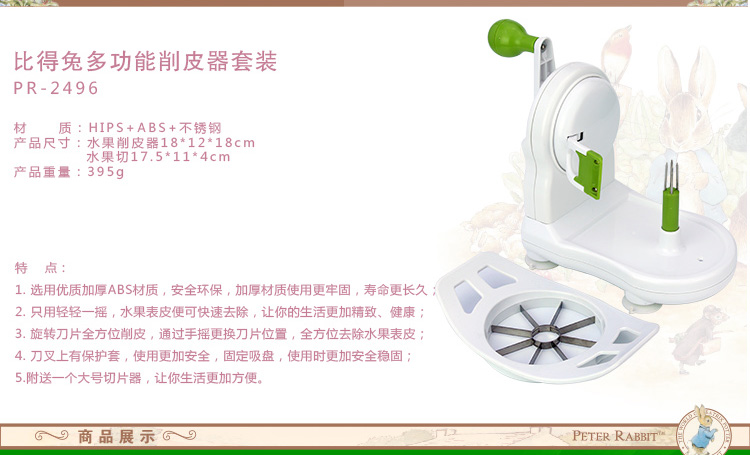 比得兔多功能削皮器套装
PR-2496
材 质：HIPS+ABS+不锈钢
产品尺寸：水果削皮器18*12*18cm
水果切17.5*11*4cm
产品重量：395g
特 点：
1. 选用优质加厚ABS材质，安全环保，加厚材质使用更牢固，寿命更长久；
2. 只用轻轻一摇，水果表皮便可快速去除，让你的生活更加精致、健康；
3. 旋转刀片全方位削皮，通过手摇更换刀片位置，全方位去除水果表皮；
4. 刀叉上有保护套，使用更加安全，固定吸盘，使用时更加安全稳固；
5.附送一个大号切片器，让你生活更加方便。
商品展示
PETER RABBIT™